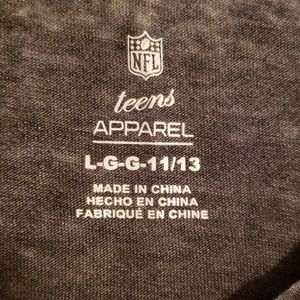 NFL
teens
APPAREL
L-G-G-11/13
MADE IN CHINA
HECHO EN CHINA
FABRIQUÉ EN CHINE